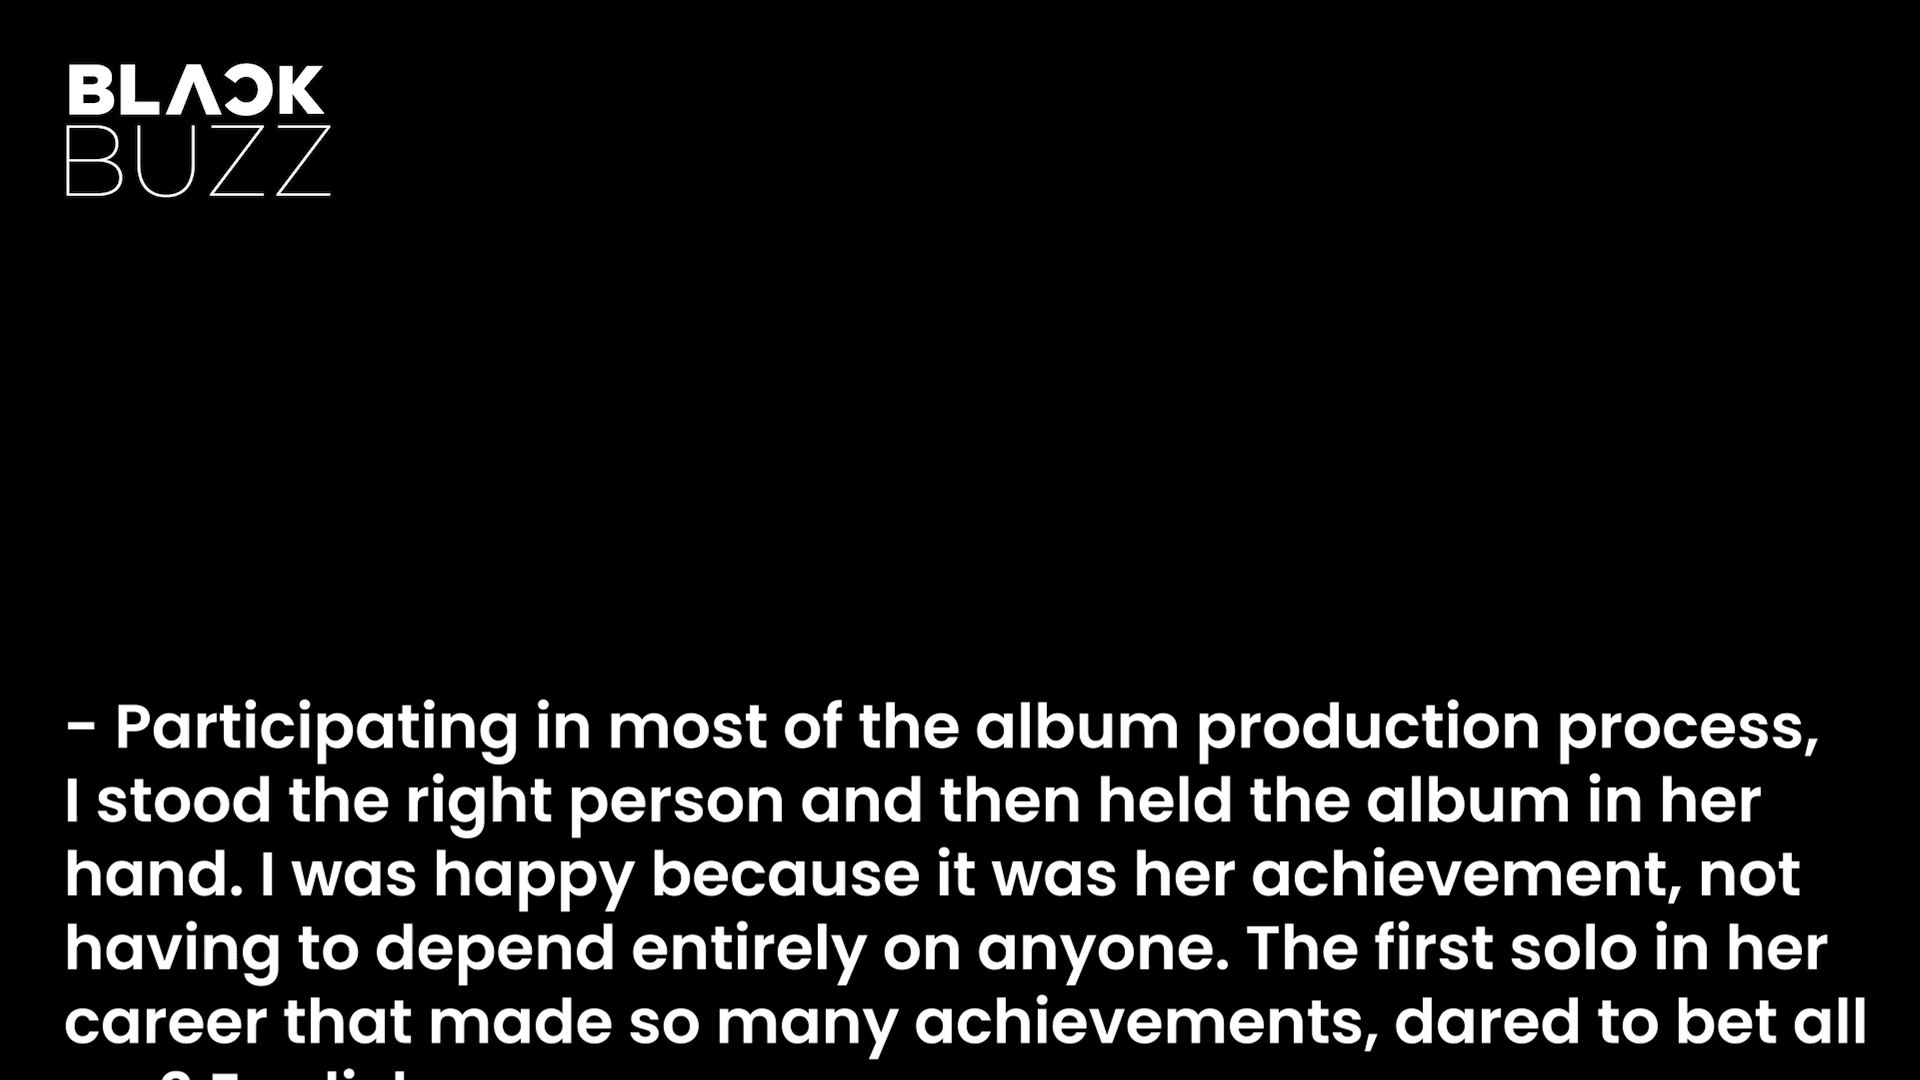 BLACK
BUZZ
- Participating in most of the album production process,
I stood the right person and then held the album in her
hand. I was happy because it was her achievement, not
having to depend entirely on anyone. The first solo in her
career that made so many achievements, dared to bet all